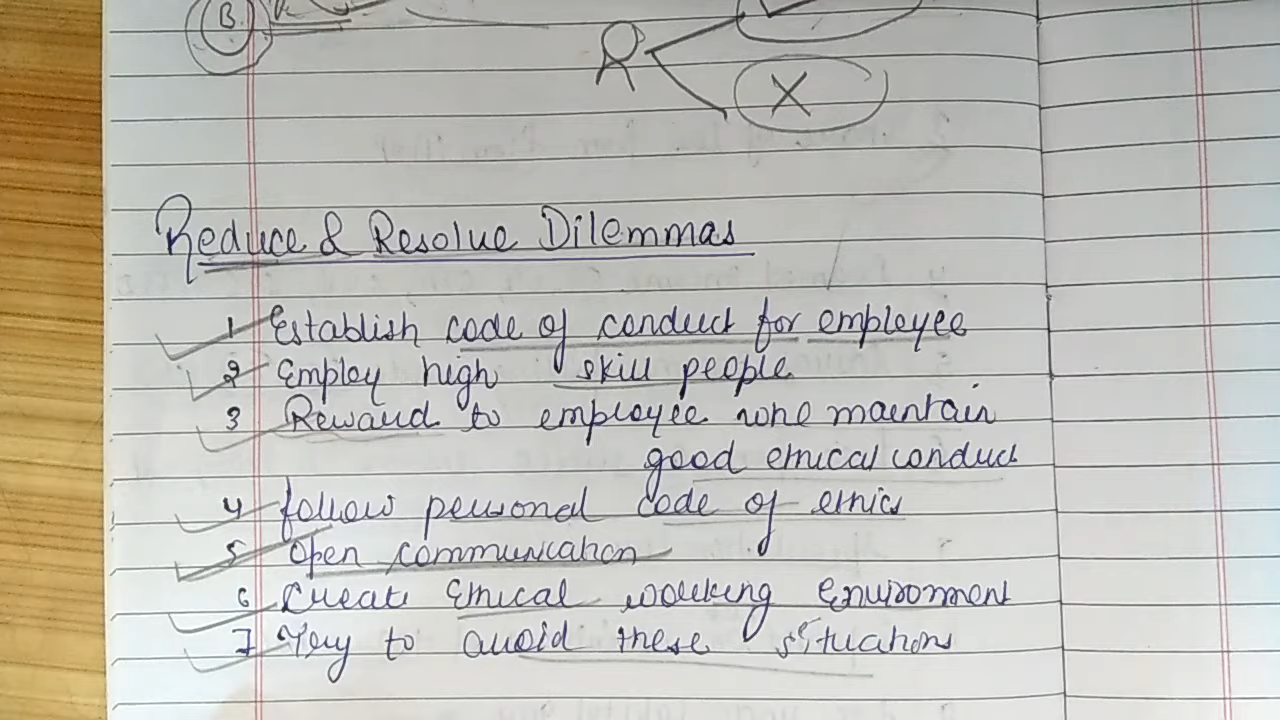 B
X
Reduce & Resolve Dilemmas
1 Establish code of conduct for employee
2 Employ high skill people
3 Reward to employee who maintain
good ethical conduct
4 follow personal code of ethics
5 Open communication
6 Create Ethical working Environment
7 Try to avoid these situations